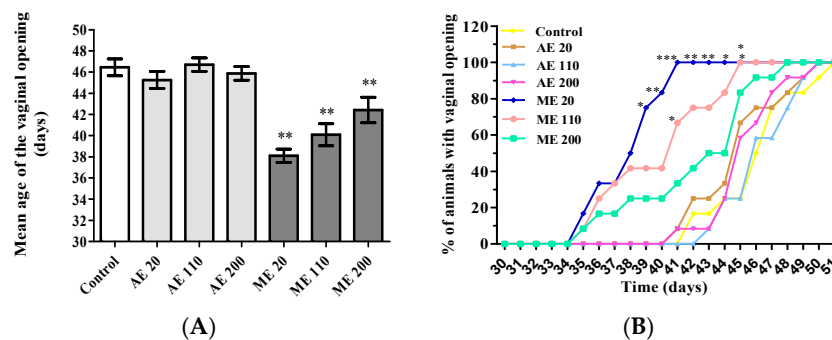 Mean age of the vaginal opening
(days)
50
48
46
44
42
40
38
36
34
32
30
**
**
**
Control
AE 20
AE 110
AE 200
ME 20
ME 110
ME 200
(A)
% of animals with vaginal opening
120
100
80
60
40
20
0
Control
AE 20
AE 110
AE 200
ME 20
ME 110
ME 200
*
**
***
**
**
*
*
*
*
30 31 32 33 34 35 36 37 38 39 40 41 42 43 44 45 46 47 48 49 50 51
Time (days)
(B)